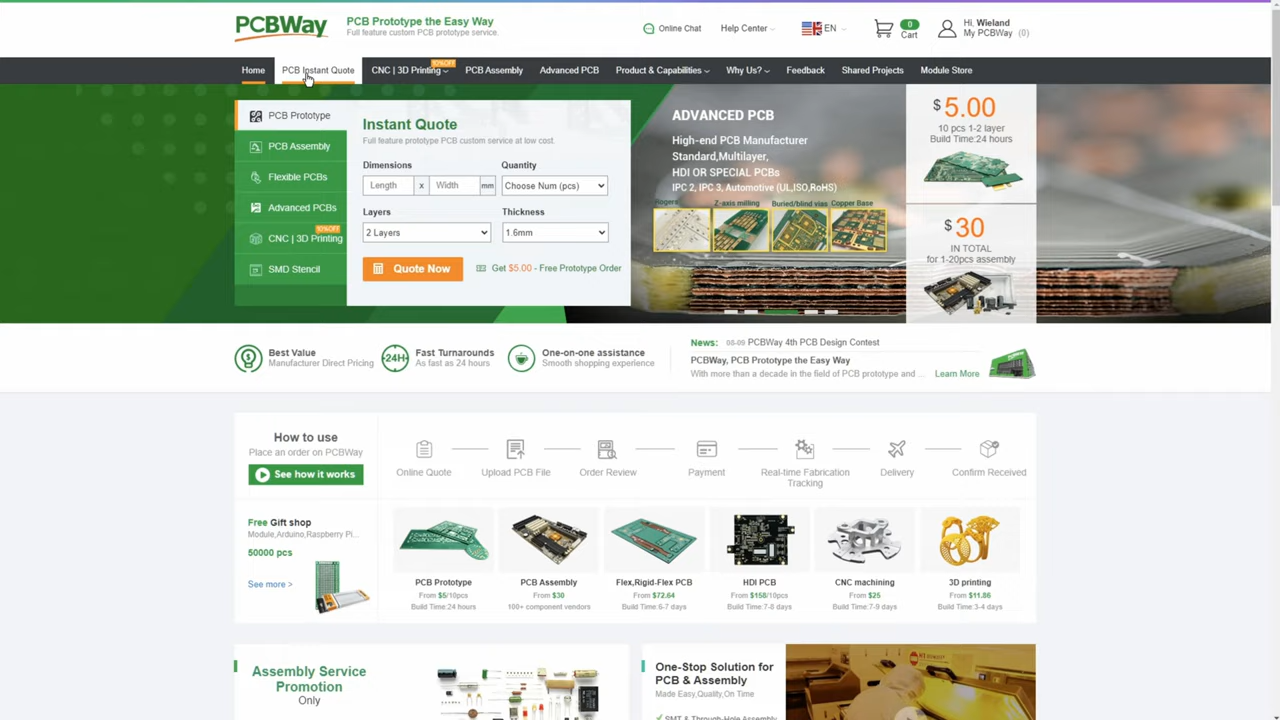 PCBWay
PCB Prototype the Easy Way
Full feature custom PCB prototype service.
Online Chat
Help Center
EN
0
Cart
Hi, Wieland
My PCBWay (0)
Home
PCB Instant Quote
CNC | 3D Printing
10%OFF
PCB Assembly
Advanced PCB
Product & Capabilities
Why Us?
Feedback
Shared Projects
Module Store
PCB Prototype
PCB Assembly
Flexible PCBs
Advanced PCBs
10%OFF
CNC | 3D Printing
SMD Stencil
Instant Quote
Full feature prototype PCB custom service at low cost.
Dimensions
Quantity
Length x Width mm
Choose Num (pcs)
Layers
Thickness
2 Layers
1.6mm
Quote Now
Get $5.00 - Free Prototype Order
ADVANCED PCB
High-end PCB Manufacturer
Standard,Multilayer,
HDI OR SPECIAL PCBs
IPC 2, IPC 3, Automotive (UL,ISO,RoHS)
Rogers Z-axis milling Buried/blind vias Copper Base
$5.00
10 pcs 1-2 layer
Build Time:24 hours
$30
IN TOTAL
for 1-20pcs assembly
Best Value
Manufacturer Direct Pricing
24H
Fast Turnarounds
As fast as 24 hours
One-on-one assistance
Smooth shopping experience
News: 08-09 PCBWay 4th PCB Design Contest
PCBWay, PCB Prototype the Easy Way
With more than a decade in the field of PCB prototype and ... Learn More
How to use
Place an order on PCBWay
See how it works
Online Quote
Upload PCB File
Order Review
Payment
Real-time Fabrication
Tracking
Delivery
Confirm Received
Free Gift shop
Module,Arduino,Raspberry Pi...
50000 pcs
See more >
PCB Prototype
From $5/10pcs
Build Time:24 hours
PCB Assembly
From $30
100+ component vendors
Flex,Rigid-Flex PCB
From $72.64
Build Time:6-7 days
HDI PCB
From $158/10pcs
Build Time:7-8 days
CNC machining
From $25
Build Time:7-9 days
3D printing
From $11.86
Build Time:3-4 days
Assembly Service
Promotion
Only
One-Stop Solution for
PCB & Assembly
Made Easy,Quality,On Time
SMT & Through-Hole Assembly